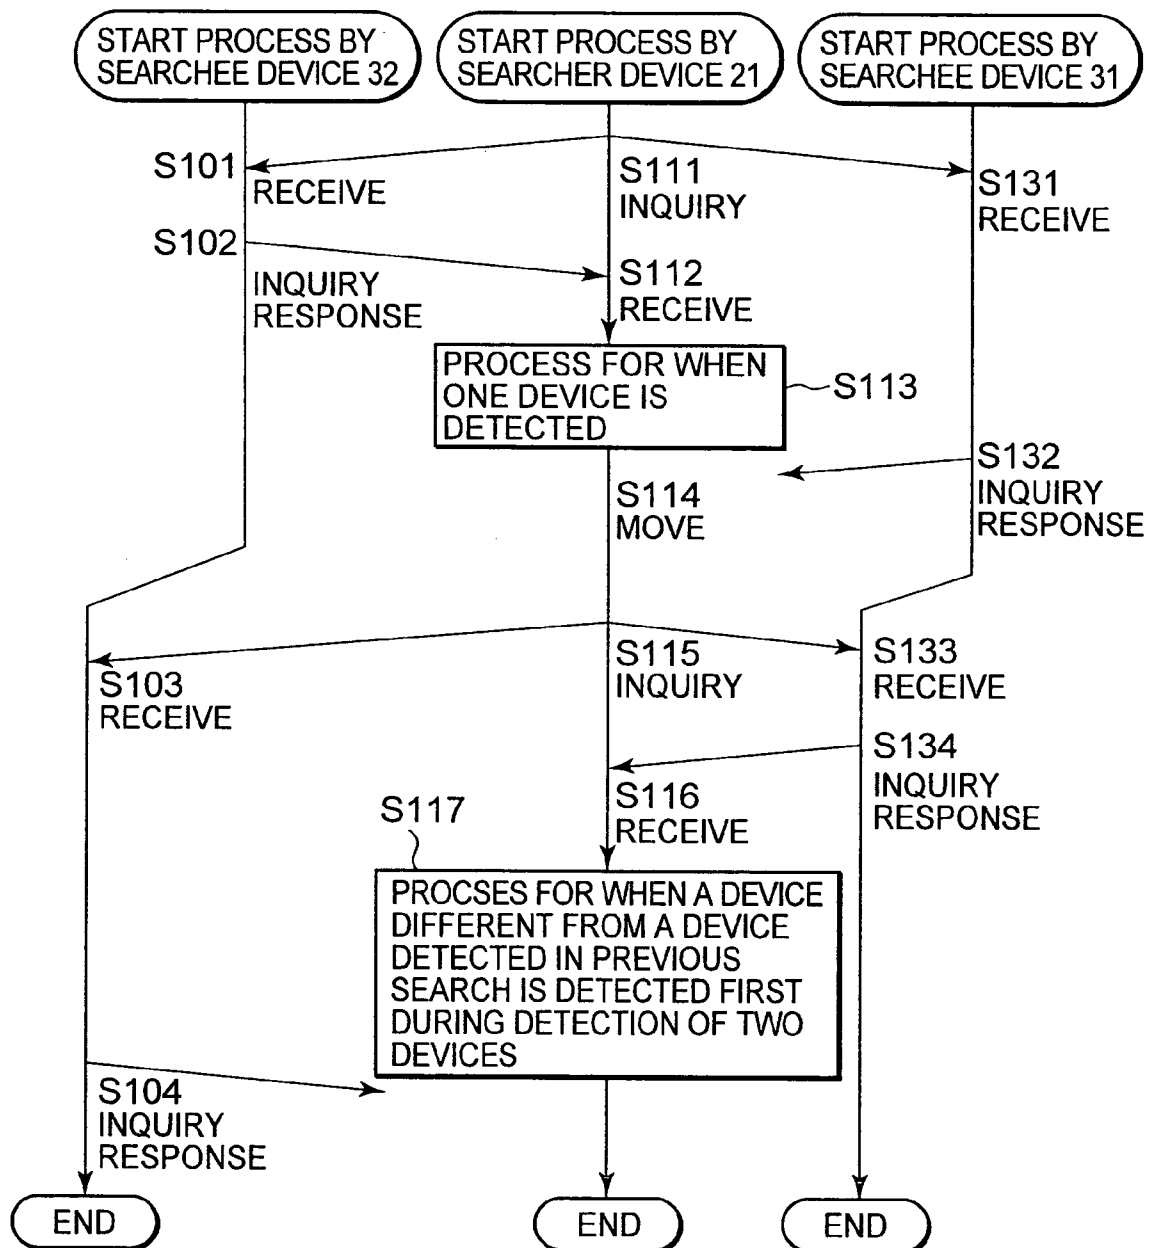 START PROCESS BY
SEARCHEE DEVICE 32
START PROCESS BY
SEARCHER DEVICE 21
START PROCESS BY
SEARCHEE DEVICE 31
S101
RECEIVE
S111
INQUIRY
S131
RECEIVE
S102
INQUIRY
RESPONSE
S112
RECEIVE
PROCESS FOR WHEN
ONE DEVICE IS
DETECTED
S113
S132
INQUIRY
RESPONSE
S114
MOVE
S103
RECEIVE
S115
INQUIRY
S133
RECEIVE
S134
INQUIRY
RESPONSE
S116
RECEIVE
S117
PROCSES FOR WHEN A DEVICE
DIFFERENT FROM A DEVICE
DETECTED IN PREVIOUS
SEARCH IS DETECTED FIRST
DURING DETECTION OF TWO
DEVICES
S104
INQUIRY
RESPONSE
END
END
END